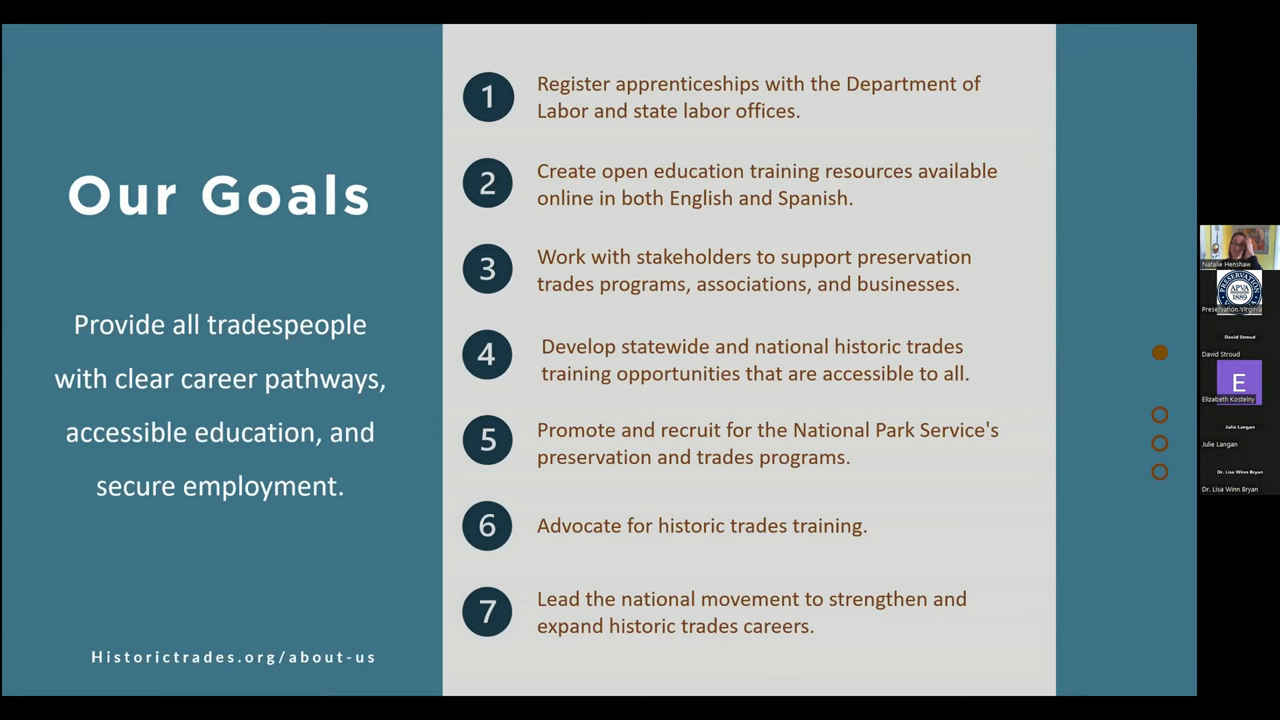 Our Goals
Provide all tradespeople
with clear career pathways,
accessible education, and
secure employment.
Historictrades.org/about-us
1
Register apprenticeships with the Department of
Labor and state labor offices.
2
Create open education training resources available
online in both English and Spanish.
3
Work with stakeholders to support preservation
trades programs, associations, and businesses.
4
Develop statewide and national historic trades
training opportunities that are accessible to all.
5
Promote and recruit for the National Park Service's
preservation and trades programs.
6
Advocate for historic trades training.
7
Lead the national movement to strengthen and
expand historic trades careers.
Natalie Henshaw
PRESERVATION
APVA
1889
Preservation Virginia
David Stroud
David Stroud
E
Elizabeth Kostelny
Julie Langan
Julie Langan
Dr. Lisa Winn Bryan
Dr. Lisa Winn Bryan